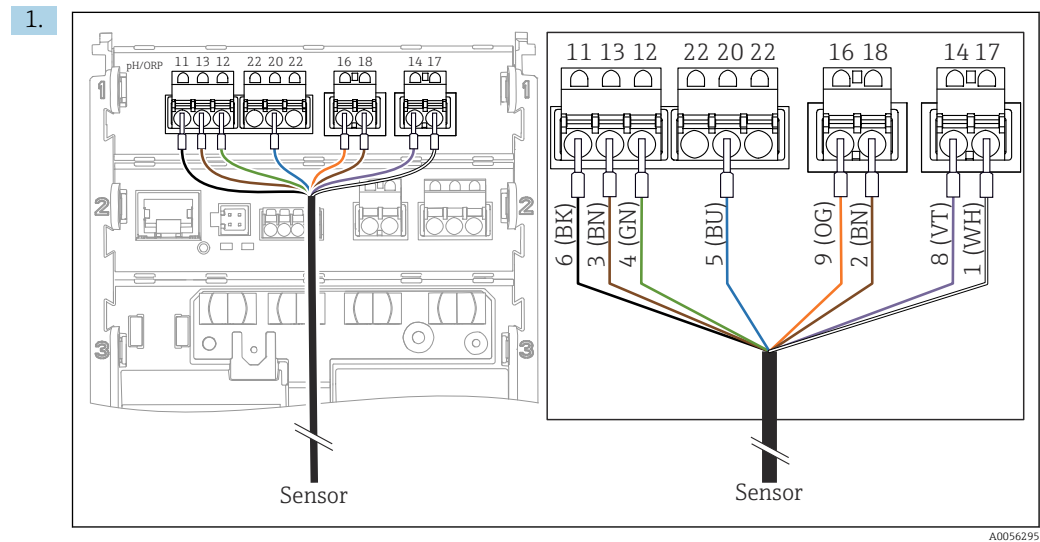 1.
pH/ORP 11 13 12 22 20 22 16 18 14 17
1 1
2 2
3 3
Sensor
11 13 12 22 20 22 16 18 14 17
6 (BK) 3 (BN) 4 (GN) 5 (BU) 9 (OG) 2 (BN) 8 (VT) 1 (WH)
Sensor
A0056295